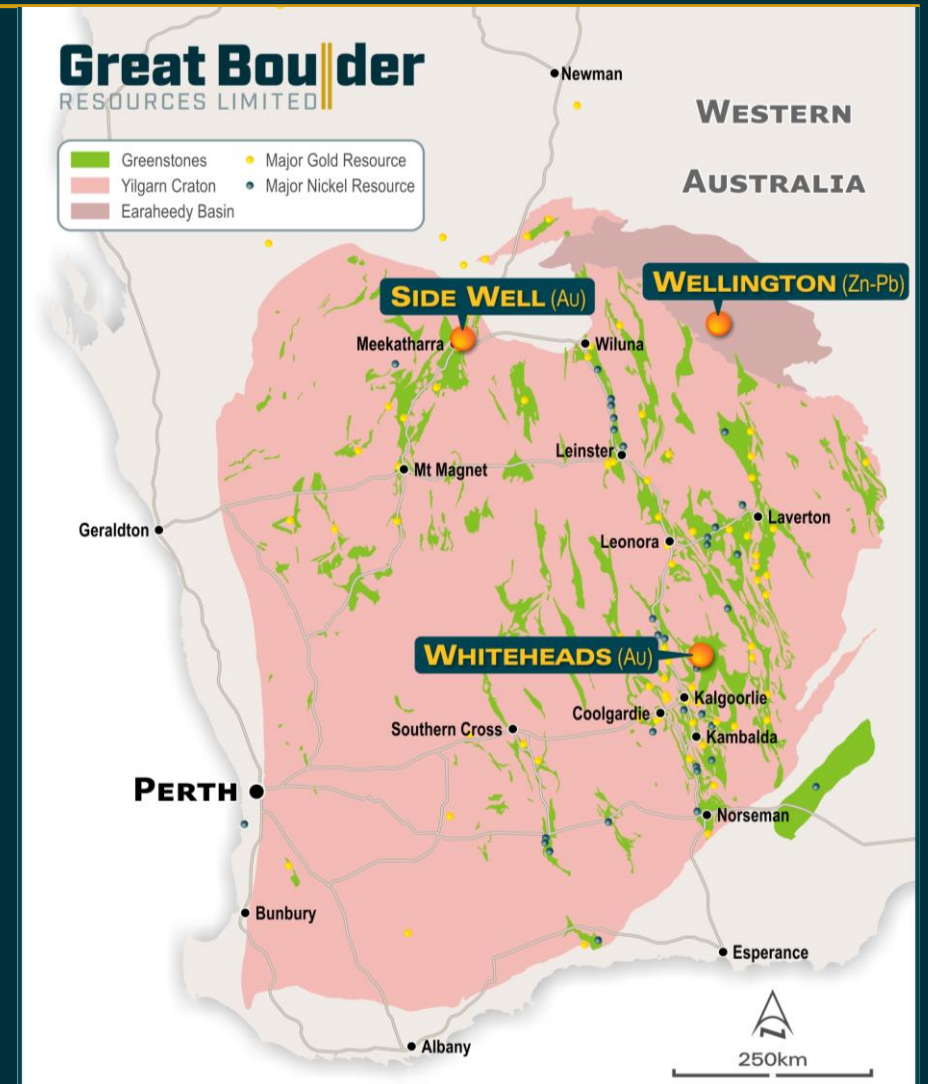 Great Boulder
RESOURCES LIMITED
Greenstones
Yilgarn Craton
Earaheedy Basin
Major Gold Resource
Major Nickel Resource
Newman
WESTERN
AUSTRALIA
SIDE WELL (Au)
WELLINGTON (Zn-Pb)
Meekatharra
Wiluna
Leinster
Mt Magnet
Geraldton
Laverton
Leonora
WHITEHEADS (Au)
Kalgoorlie
Coolgardie
Southern Cross
Kambalda
PERTH
Norseman
Bunbury
Esperance
Albany
N
250km